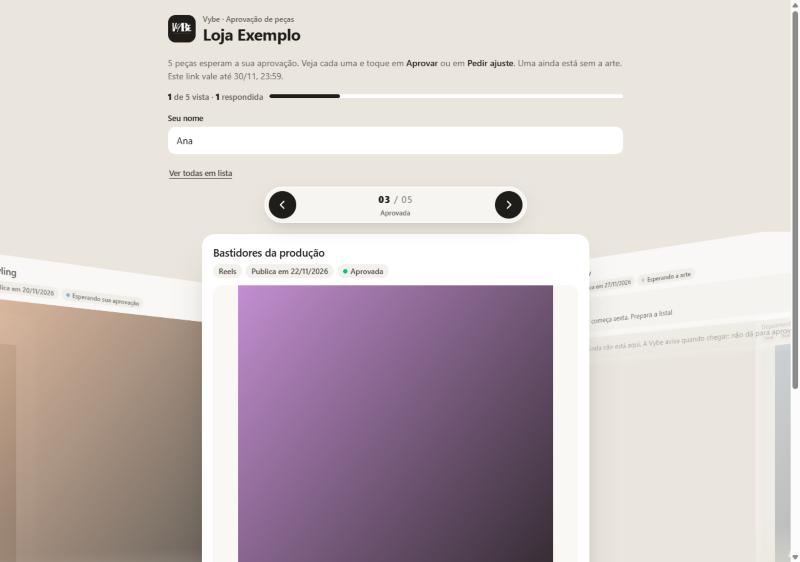 VYBE
Vybe · Aprovação de peças
Loja Exemplo
5 peças esperam a sua aprovação. Veja cada uma e toque em Aprovar ou em Pedir ajuste. Uma ainda está sem a arte.
Este link vale até 30/11, 23:59.
1 de 5 vista · 1 respondida
Seu nome
Ana
Ver todas em lista
03 / 05
Aprovada
Bastidores da produção
Reels
Publica em 22/11/2026
Aprovada
em 20/11/2026
Esperando sua aprovação
em 27/11/2026
Esperando a arte
começa sexta. Prepara a lista!
não está aqui. A Vybe avisa quando chegar: não dá para